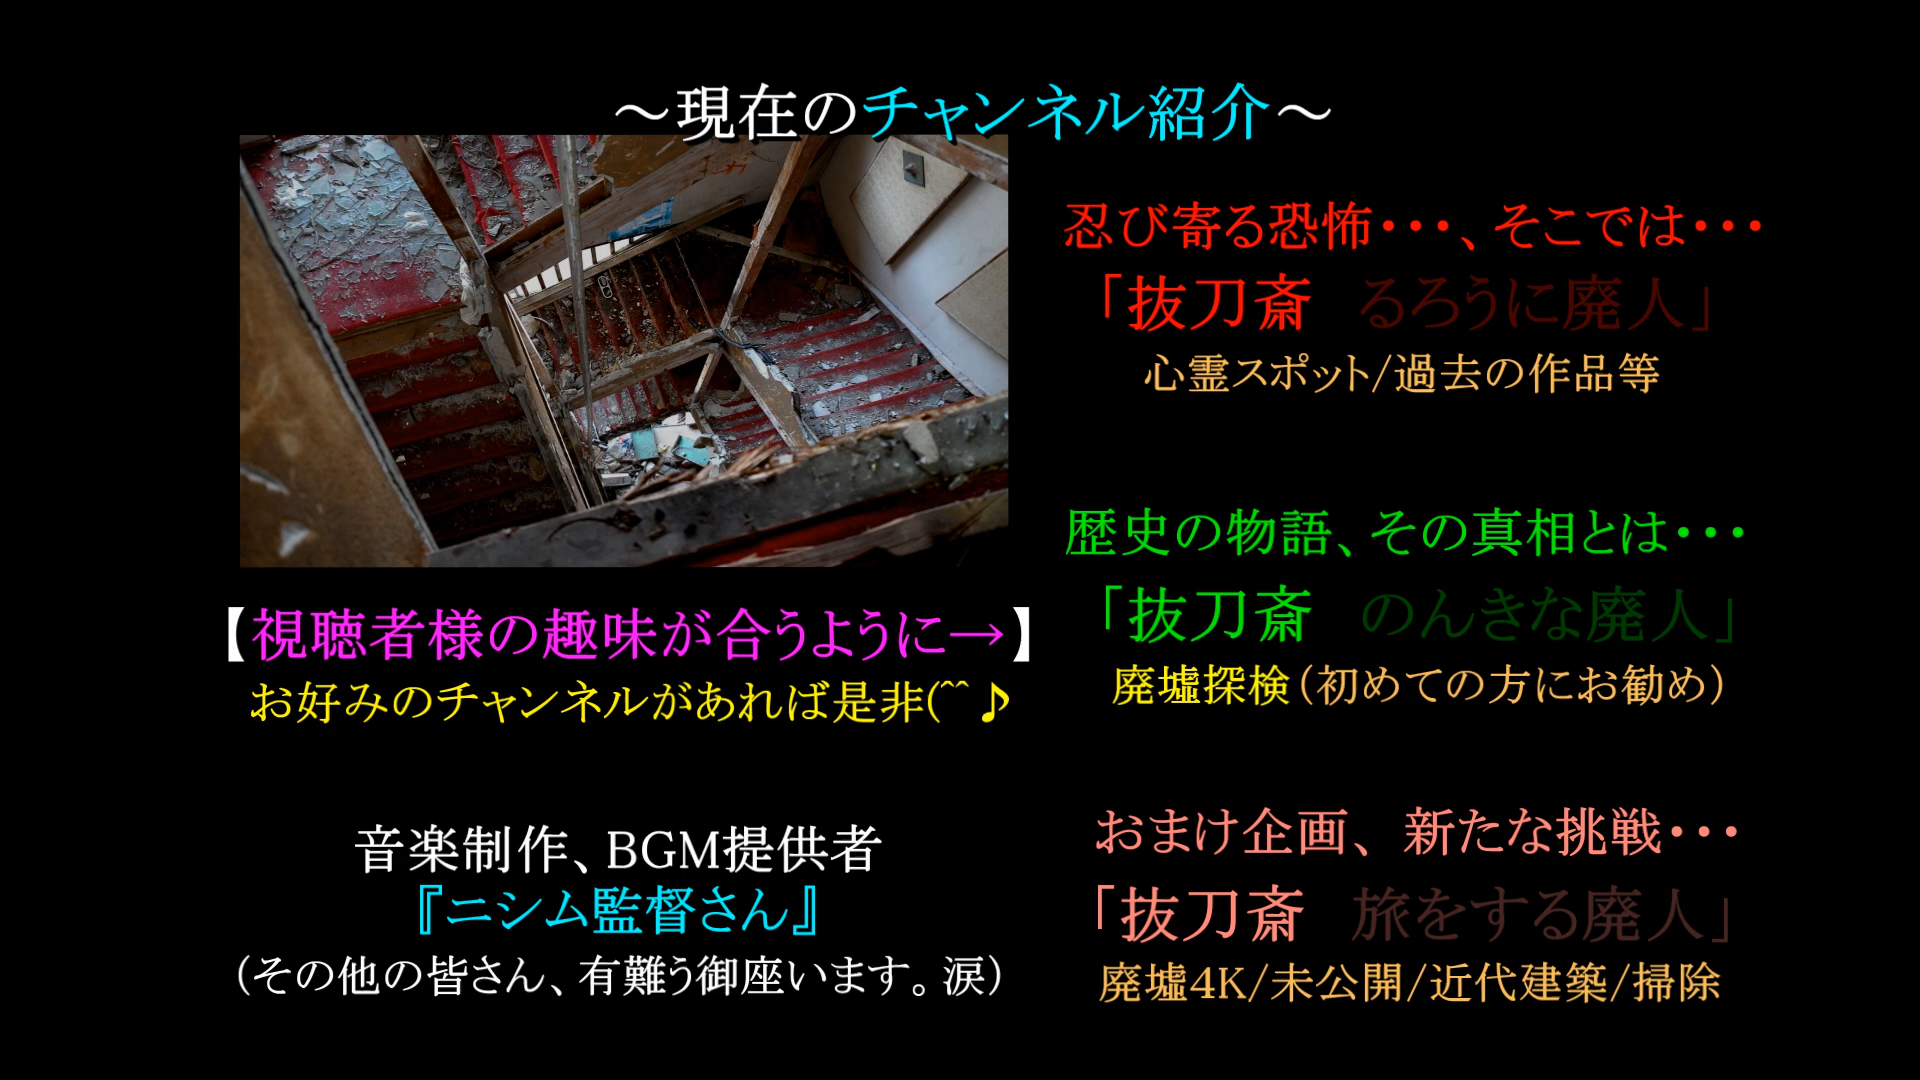 ～現在のチャンネル紹介～
【視聴者様の趣味が合うように→】
お好みのチャンネルがあれば是非(^^♪
音楽制作、BGM提供者
『ニシム監督さん』
（その他の皆さん、有難う御座います。涙）
忍び寄る恐怖・・・、そこでは・・・
「抜刀斎　るろうに廃人」
心霊スポット/過去の作品等
歴史の物語、その真相とは・・・
「抜刀斎　のんきな廃人」
廃墟探検（初めての方にお勧め）
おまけ企画、新たな挑戦・・・
「抜刀斎　旅をする廃人」
廃墟4K/未公開/近代建築/掃除